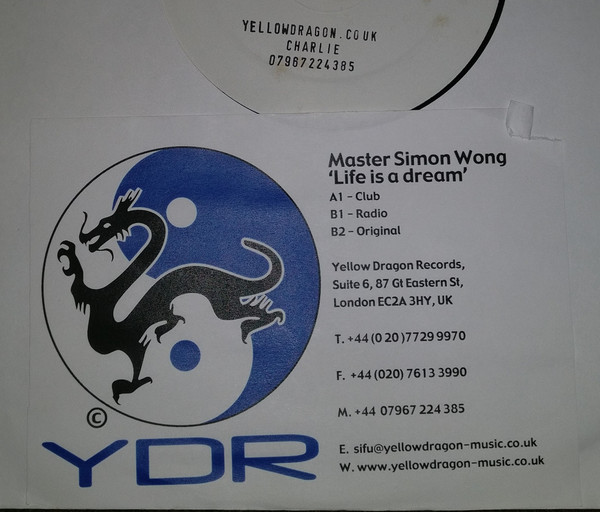 YELLOWDRAGON.COUK
CHARLIE
07967224385
Master Simon Wong
‘Life is a dream’
A1 - Club
B1 - Radio
B2 - Original
Yellow Dragon Records,
Suite 6, 87 Gt Eastern St,
London EC2A 3HY, UK
T. +44 (0 20 )7729 9970
F. +44 (020) 7613 3990
M. +44 07967 224 385
E. sifu@yellowdragon-music.co.uk
W. www.yellowdragon-music.co.uk
©
YDR